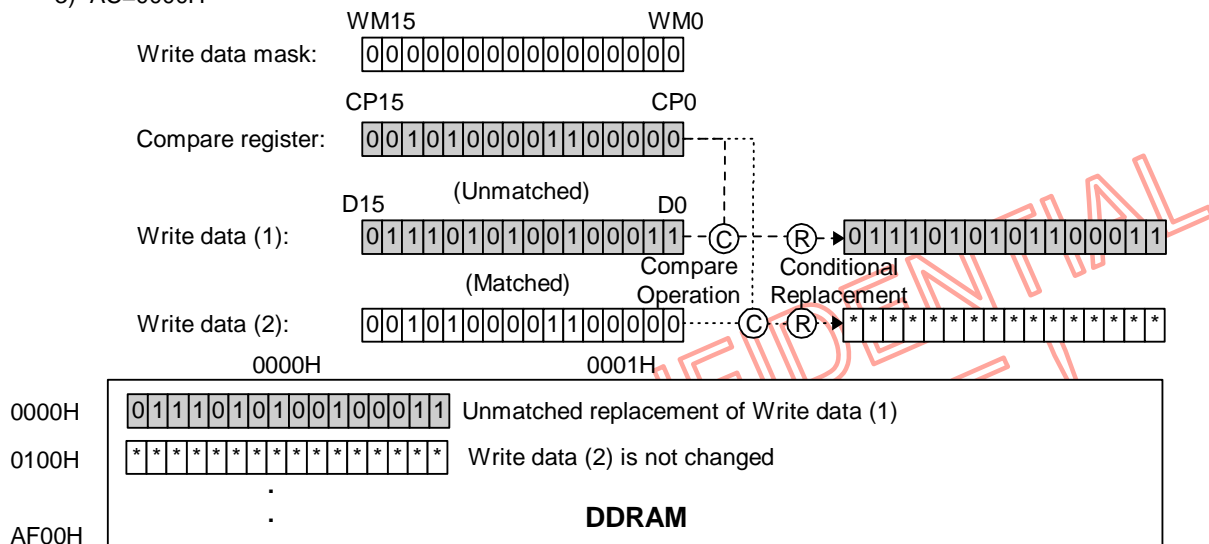 WM15 WM0
Write data mask: 0000000000000000
CP15 CP0
Compare register: 0010100001100000
(Unmatched)
D15 D0
Write data (1): 0111010100100011 C R 0111010101100011
(Matched) Compare Operation Conditional Replacement
Write data (2): 0010100001100000 C R ****************
0000H 0001H
0000H 0111010100100011 Unmatched replacement of Write data (1)
0100H **************** Write data (2) is not changed
DDRAM
AF00H
FIDENTIAL